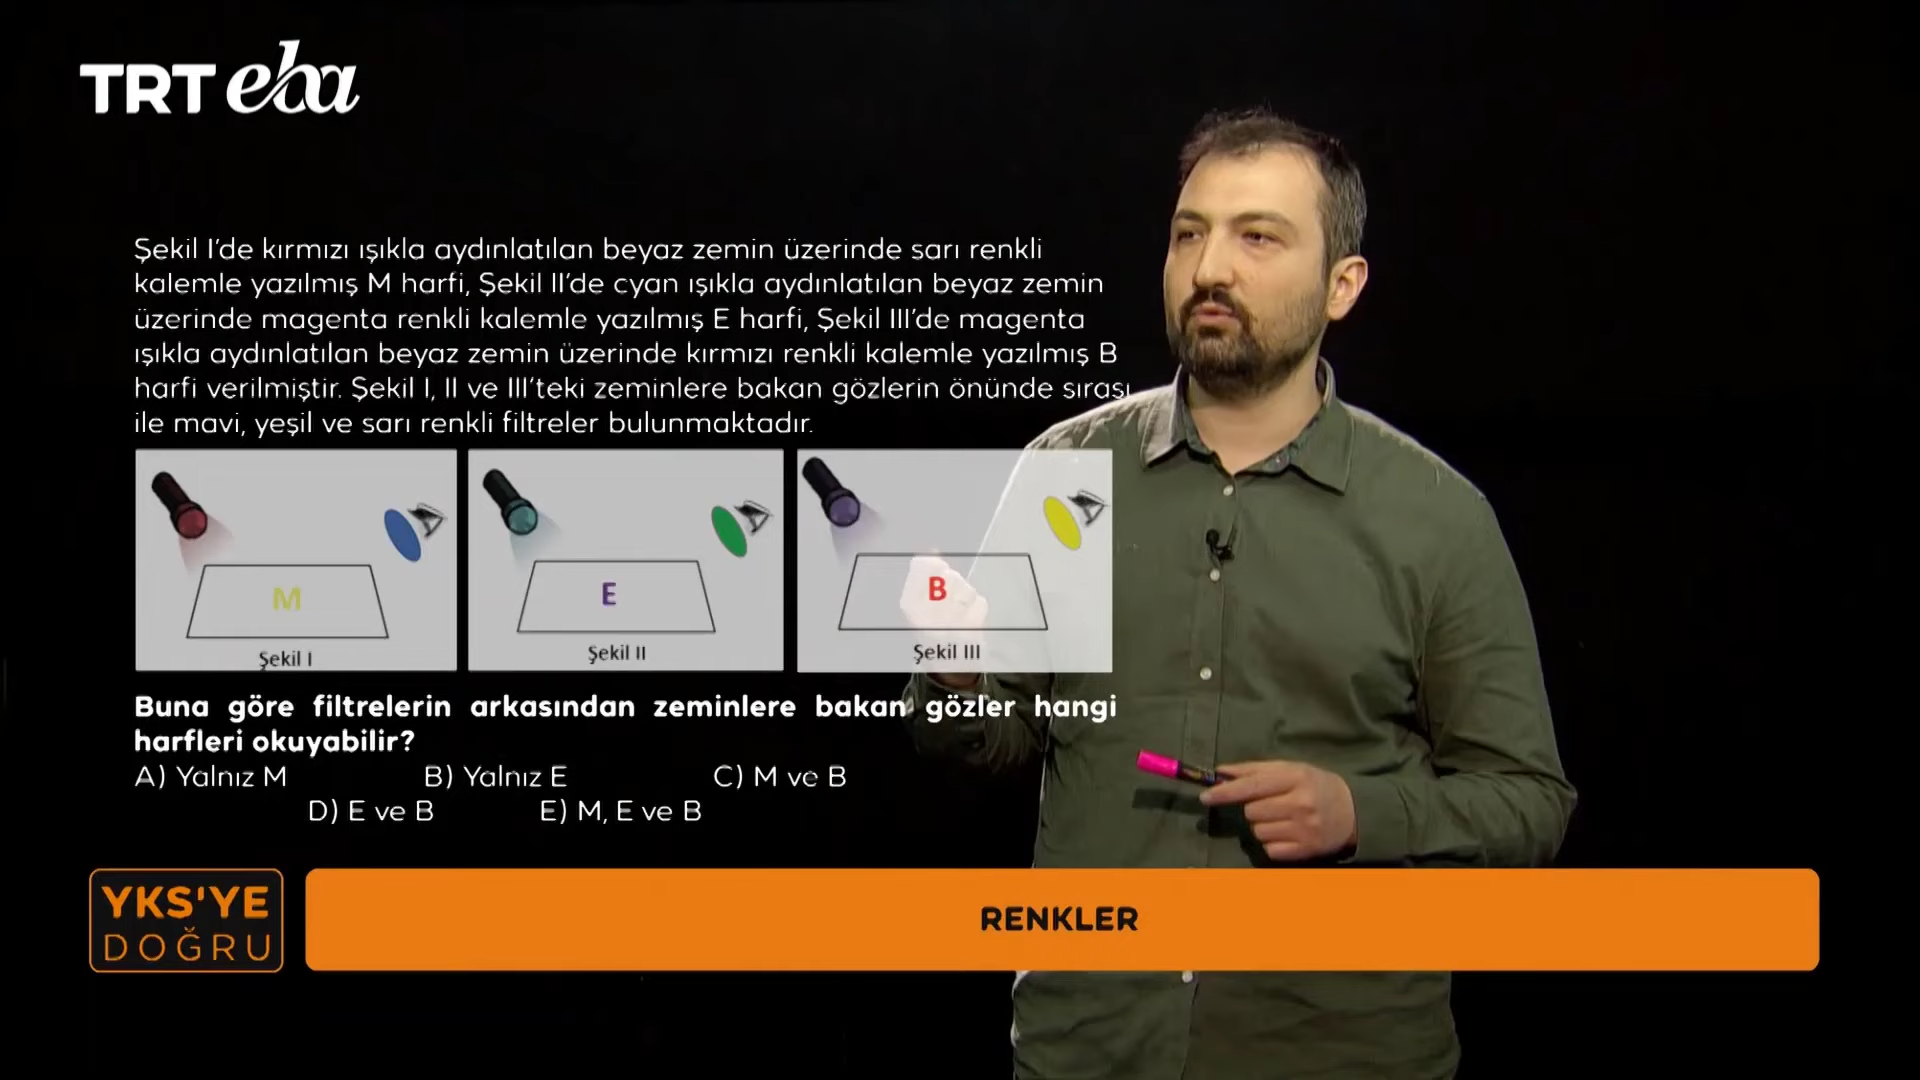 TRT eba
Şekil I'de kırmızı ışıkla aydınlatılan beyaz zemin üzerinde sarı renkli
kalemle yazılmış M harfi, Şekil II'de cyan ışıkla aydınlatılan beyaz zemin
üzerinde magenta renkli kalemle yazılmış E harfi, Şekil III'de magenta
ışıkla aydınlatılan beyaz zemin üzerinde kırmızı renkli kalemle yazılmış B
harfi verilmiştir. Şekil I, II ve III'teki zeminlere bakan gözlerin önünde sırası
ile mavi, yeşil ve sarı renkli filtreler bulunmaktadır.
M
E
B
Şekil I
Şekil II
Şekil III
Buna göre filtrelerin arkasından zeminlere bakan gözler hangi
harfleri okuyabilir?
A) Yalnız M B) Yalnız E C) M ve B
D) E ve B E) M, E ve B
YKS'YE
DOĞRU
RENKLER